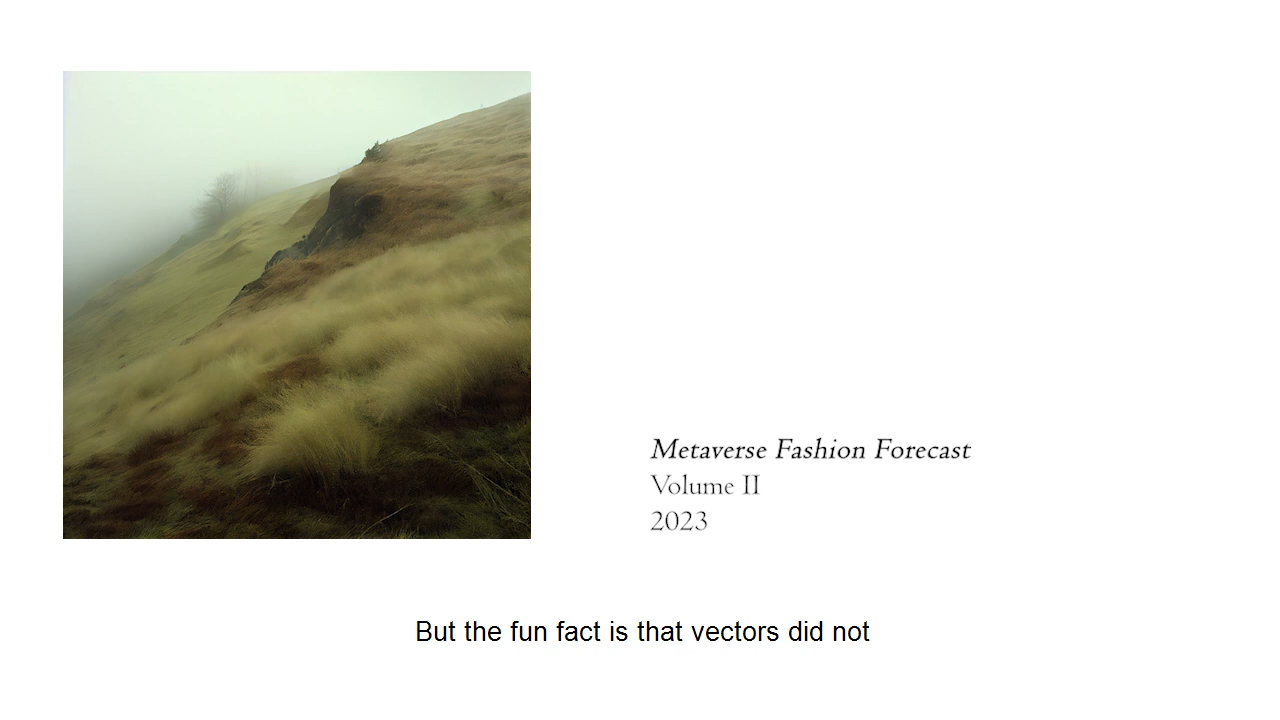 Metaverse Fashion Forecast
Volume II
2023
But the fun fact is that vectors did not